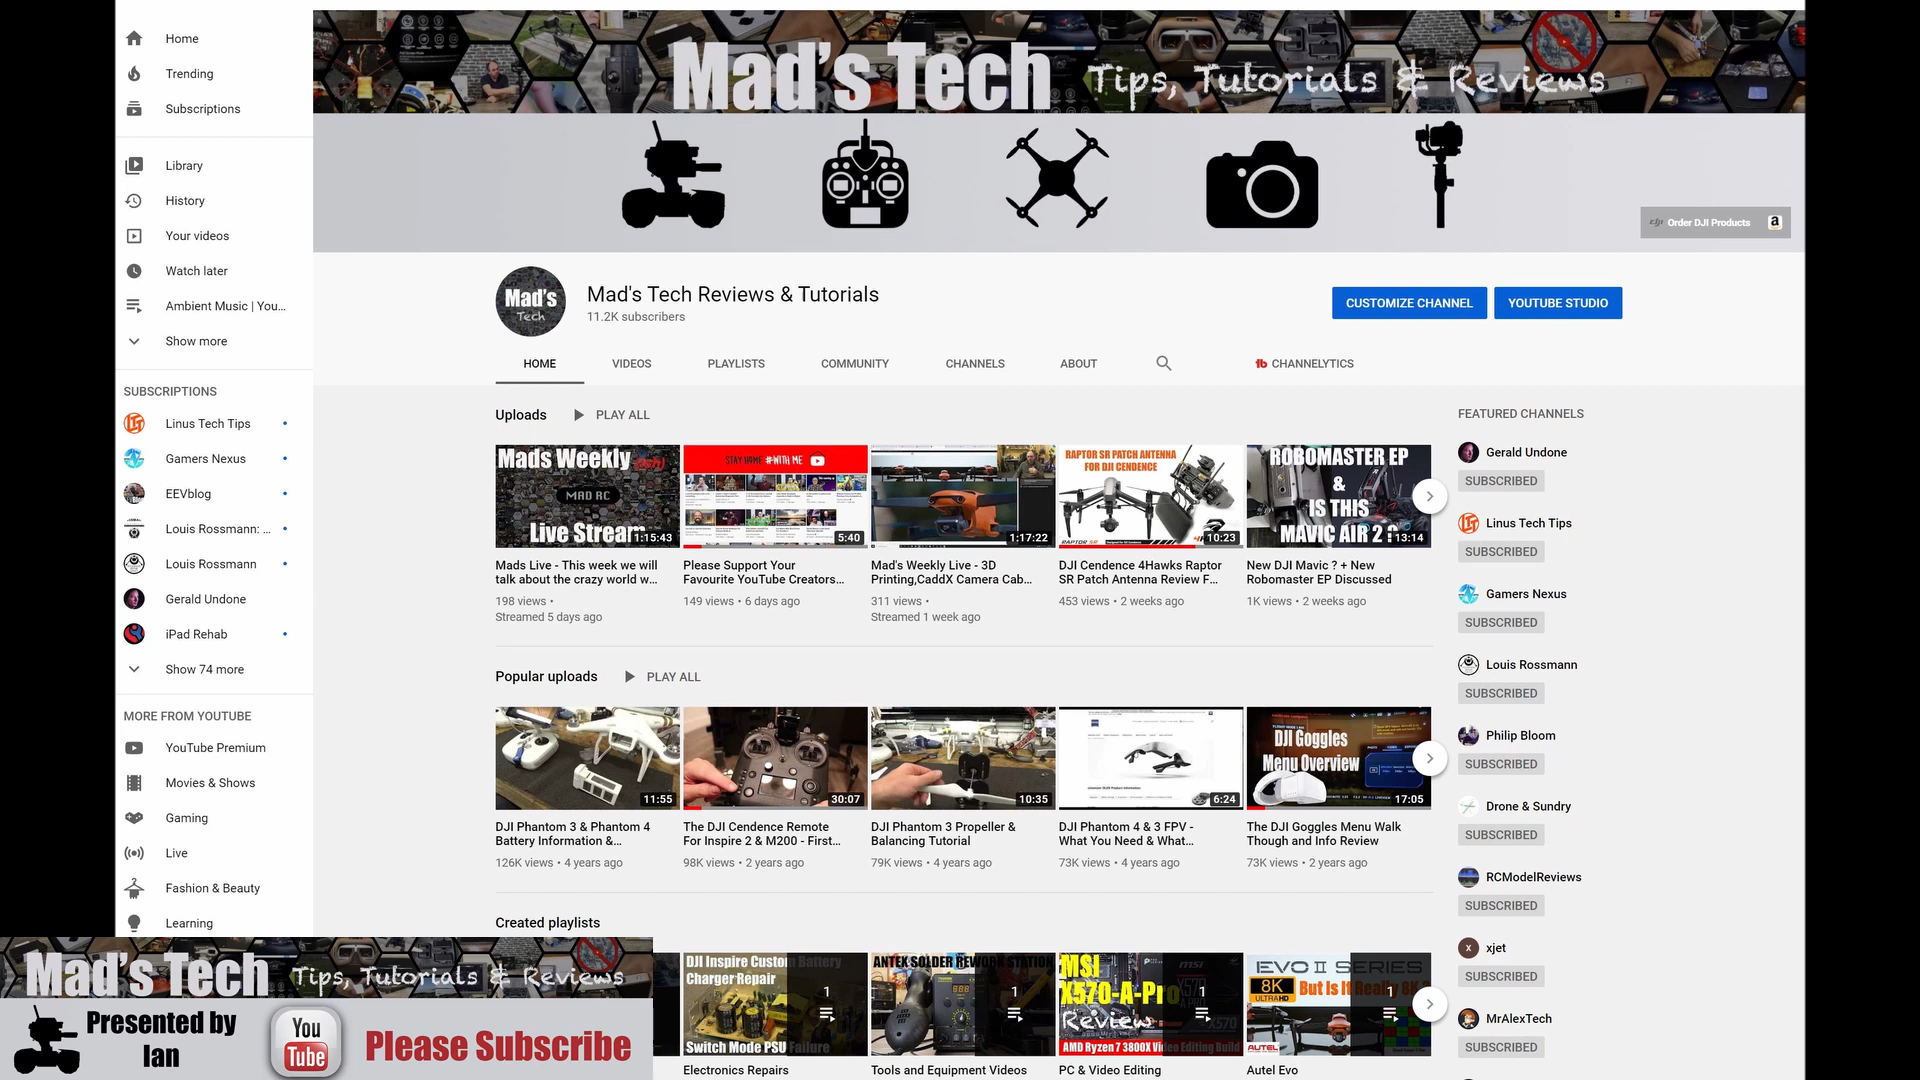 Home
Trending
Subscriptions
Library
History
Your videos
Watch later
Ambient Music | You...
Show more
SUBSCRIPTIONS
Linus Tech Tips
Gamers Nexus
EEVblog
Louis Rossmann: ...
Louis Rossmann
Gerald Undone
iPad Rehab
Show 74 more
MORE FROM YOUTUBE
YouTube Premium
Movies & Shows
Gaming
Live
Fashion & Beauty
Learning
Mad's Tech Tips, Tutorials & Reviews
dji Order DJI Products a
Mad's
Tech
Mad's Tech Reviews & Tutorials
11.2K subscribers
CUSTOMIZE CHANNEL YOUTUBE STUDIO
HOME VIDEOS PLAYLISTS COMMUNITY CHANNELS ABOUT CHANNELYTICS
Uploads PLAY ALL
Mads Weekly
MAD RC
Live Stream
1:15:43
Mads Live - This week we will
talk about the crazy world w...
198 views •
Streamed 5 days ago
STAY HOME #WITH ME
5:40
Please Support Your
Favourite YouTube Creators...
149 views • 6 days ago
1:17:22
Mad's Weekly Live - 3D
Printing,CaddX Camera Cab...
311 views •
Streamed 1 week ago
RAPTOR SR PATCH ANTENNA
FOR DJI CENDENCE
RAPTOR SR
10:23
DJI Cendence 4Hawks Raptor
SR Patch Antenna Review F...
453 views • 2 weeks ago
ROBOMASTER EP
&
IS THIS
MAVIC AIR 2 ?
13:14
New DJI Mavic ? + New
Robomaster EP Discussed
1K views • 2 weeks ago
Popular uploads PLAY ALL
11:55
DJI Phantom 3 & Phantom 4
Battery Information &...
126K views • 4 years ago
30:07
The DJI Cendence Remote
For Inspire 2 & M200 - First...
98K views • 2 years ago
10:35
DJI Phantom 3 Propeller &
Balancing Tutorial
79K views • 4 years ago
6:24
DJI Phantom 4 & 3 FPV -
What You Need & What...
73K views • 4 years ago
DJI Goggles
Menu Overview
17:05
The DJI Goggles Menu Walk
Though and Info Review
73K views • 2 years ago
Created playlists
DJI Inspire Custom Battery
Charger Repair
1
Switch Mode PSU Failure
Electronics Repairs
ANTEK SOLDER REWORK STATION
1
Tools and Equipment Videos
MSI
X570-A-Pro
Review
1
AMD Ryzen 7 3800X Video Editing Build
PC & Video Editing
EVO II SERIES
8K
ULTRA HD
But is It Really 8K
1
AUTEL
Autel Evo
FEATURED CHANNELS
Gerald Undone
SUBSCRIBED
Linus Tech Tips
SUBSCRIBED
Gamers Nexus
SUBSCRIBED
Louis Rossmann
SUBSCRIBED
Philip Bloom
SUBSCRIBED
Drone & Sundry
SUBSCRIBED
RCModelReviews
SUBSCRIBED
x xjet
SUBSCRIBED
MrAlexTech
SUBSCRIBED
Mad's Tech Tips, Tutorials & Reviews
Presented by
Ian
You
Tube
Please Subscribe